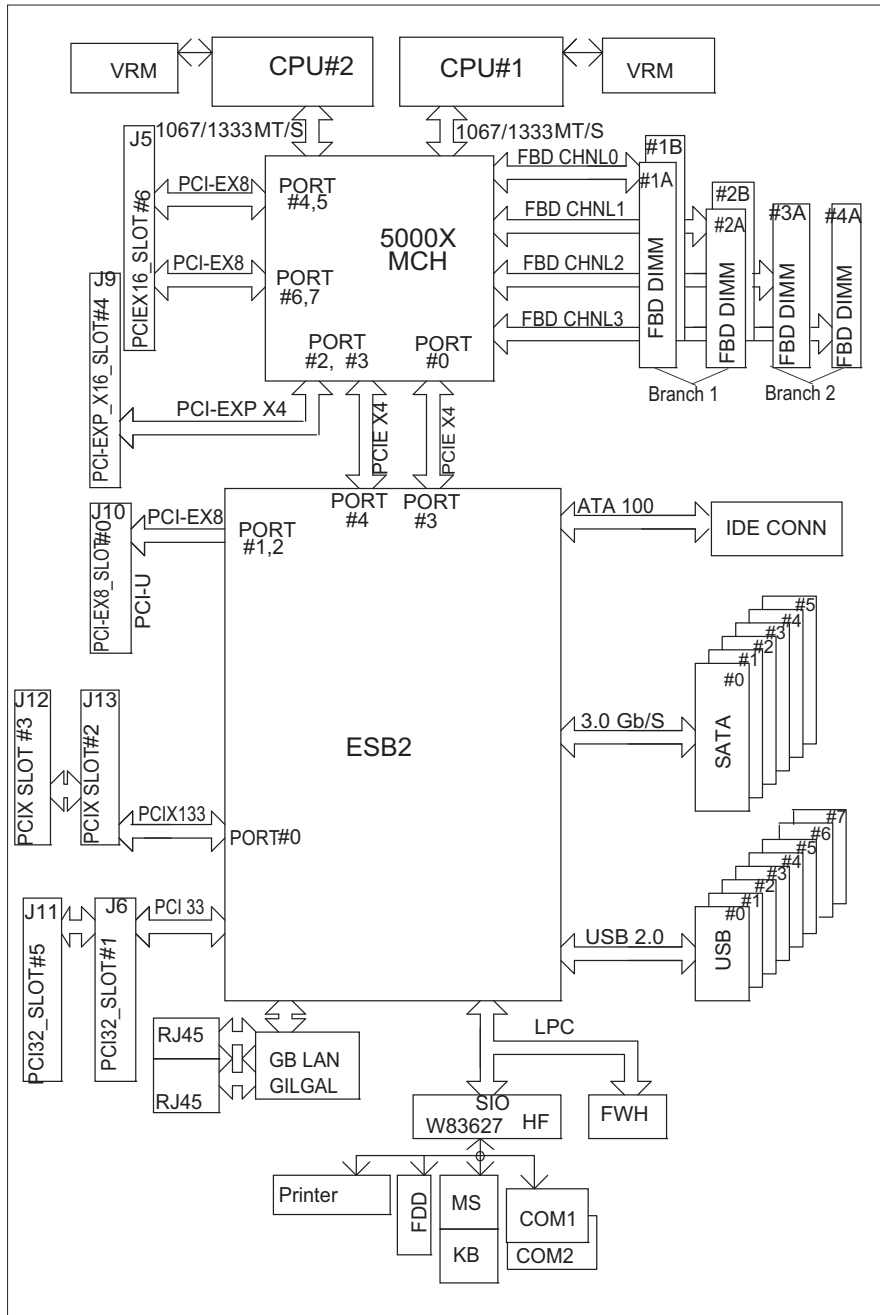 VRM
CPU#2
CPU#1
VRM
1067/1333MT/S
1067/1333MT/S
J5
PCIEX16_SLOT#6
PCI-EX8
PORT
#4,5
PCI-EX8
PORT
#6,7
5000X
MCH
PORT
#2, #3
PORT
#0
FBD CHNL0
FBD CHNL1
FBD CHNL2
FBD CHNL3
#1B
#1A
FBD DIMM
#2B
#2A
FBD DIMM
#3A
FBD DIMM
#4A
FBD DIMM
Branch 1
Branch 2
J9
PCI-EXP_X16_SLOT#4
PCI-EXP X4
PCIE X4
PCIE X4
J10
PCI-EX8_SLOT#0
PCI-U
PCI-EX8
PORT
#1,2
PORT
#4
PORT
#3
ATA 100
IDE CONN
ESB2
3.0 Gb/S
#5
#4
#3
#2
#1
#0
SATA
J12
PCIX SLOT #3
J13
PCIX SLOT#2
PCIX133
PORT#0
J11
PCI32_SLOT#5
J6
PCI32_SLOT#1
PCI 33
USB 2.0
#7
#6
#5
#4
#3
#2
#1
#0
USB
RJ45
RJ45
GB LAN
GILGAL
LPC
SIO
W83627 HF
FWH
Printer
FDD
MS
KB
COM1
COM2